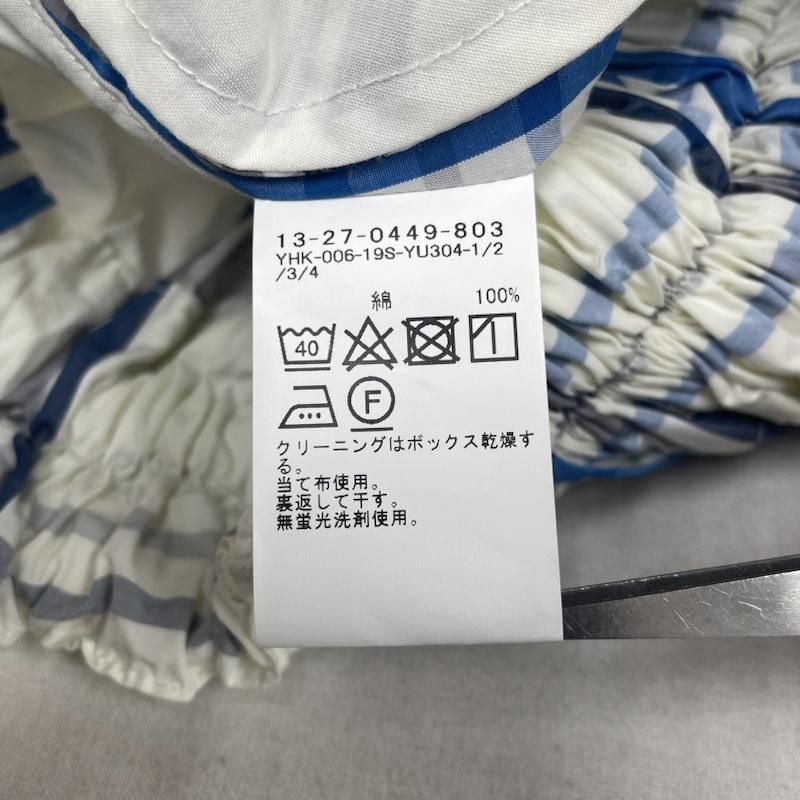 13-27-0449-803
YHK-006-19S-YU304-1/2
/3/4
綿 100%
40
F
クリーニングはボックス乾燥す
る。
当て布使用。
裏返して干す。
無蛍光洗剤使用。